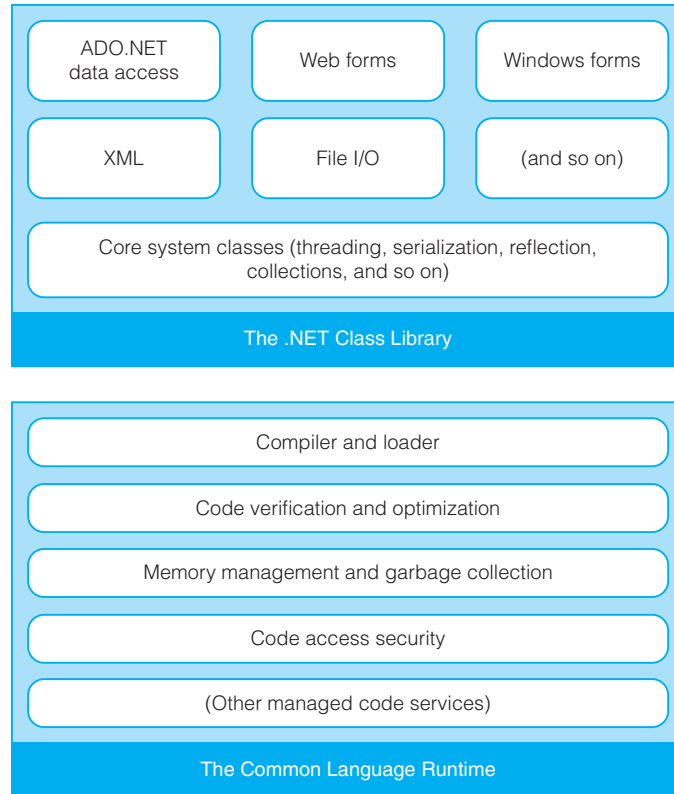 ADO.NET
data access
Web forms
Windows forms
XML
File I/O
(and so on)
Core system classes (threading, serialization, reflection,
collections, and so on)
The .NET Class Library
Compiler and loader
Code verification and optimization
Memory management and garbage collection
Code access security
(Other managed code services)
The Common Language Runtime